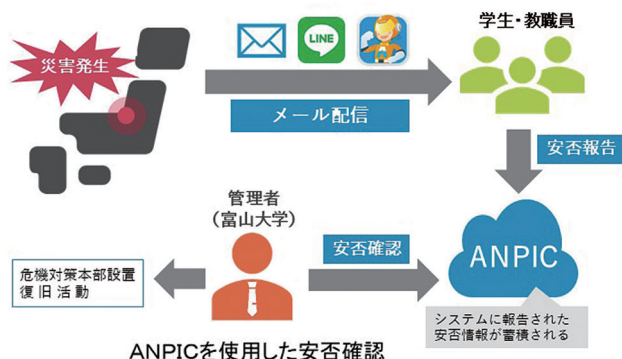 災害発生
LINE
学生・教職員
メール配信
安否報告
管理者
（富山大学）
安否確認
ANPIC
危機対策本部設置
復旧活動
システムに報告された
安否情報が蓄積される
ANPICを使用した安否確認